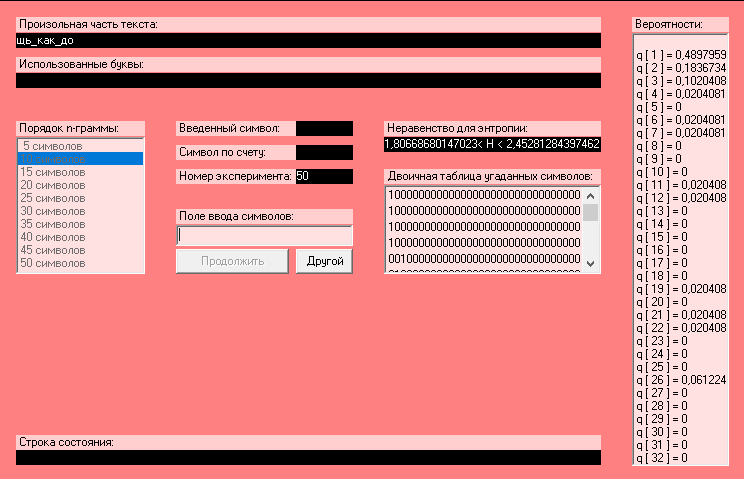 Произольная часть текста:
щь_как_до
Использованные буквы:
Порядок n-граммы:
5 символов
10 символов
15 символов
20 символов
25 символов
30 символов
35 символов
40 символов
45 символов
50 символов
Введенный символ:
Символ по счету:
Номер эксперимента: 50
Поле ввода символов:
Продолжить
Другой
Неравенство для энтропии:
1,80668680147023< H < 2,45281284397462
Двоичная таблица угаданных символов:
10000000000000000000000000000000
10000000000000000000000000000000
10000000000000000000000000000000
10000000000000000000000000000000
00100000000000000000000000000000
Строка состояния:
Вероятности:
q [ 1 ] = 0,4897959
q [ 2 ] = 0,1836734
q [ 3 ] = 0,1020408
q [ 4 ] = 0,0204081
q [ 5 ] = 0
q [ 6 ] = 0,0204081
q [ 7 ] = 0,0204081
q [ 8 ] = 0
q [ 9 ] = 0
q [ 10 ] = 0
q [ 11 ] = 0,020408
q [ 12 ] = 0,020408
q [ 13 ] = 0
q [ 14 ] = 0
q [ 15 ] = 0
q [ 16 ] = 0
q [ 17 ] = 0
q [ 18 ] = 0
q [ 19 ] = 0,020408
q [ 20 ] = 0
q [ 21 ] = 0,020408
q [ 22 ] = 0,020408
q [ 23 ] = 0
q [ 24 ] = 0
q [ 25 ] = 0
q [ 26 ] = 0,061224
q [ 27 ] = 0
q [ 28 ] = 0
q [ 29 ] = 0
q [ 30 ] = 0
q [ 31 ] = 0
q [ 32 ] = 0